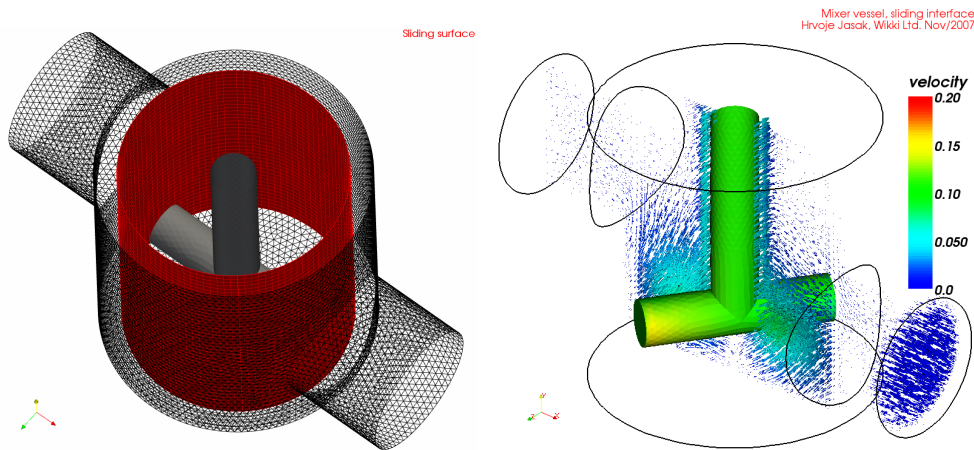 Sliding surface
Mixer vessel, sliding interface
Hrvoje Jasak, Wikki Ltd. Nov/2007
velocity
0.20
0.15
0.10
0.050
0.0
Y
Z
X